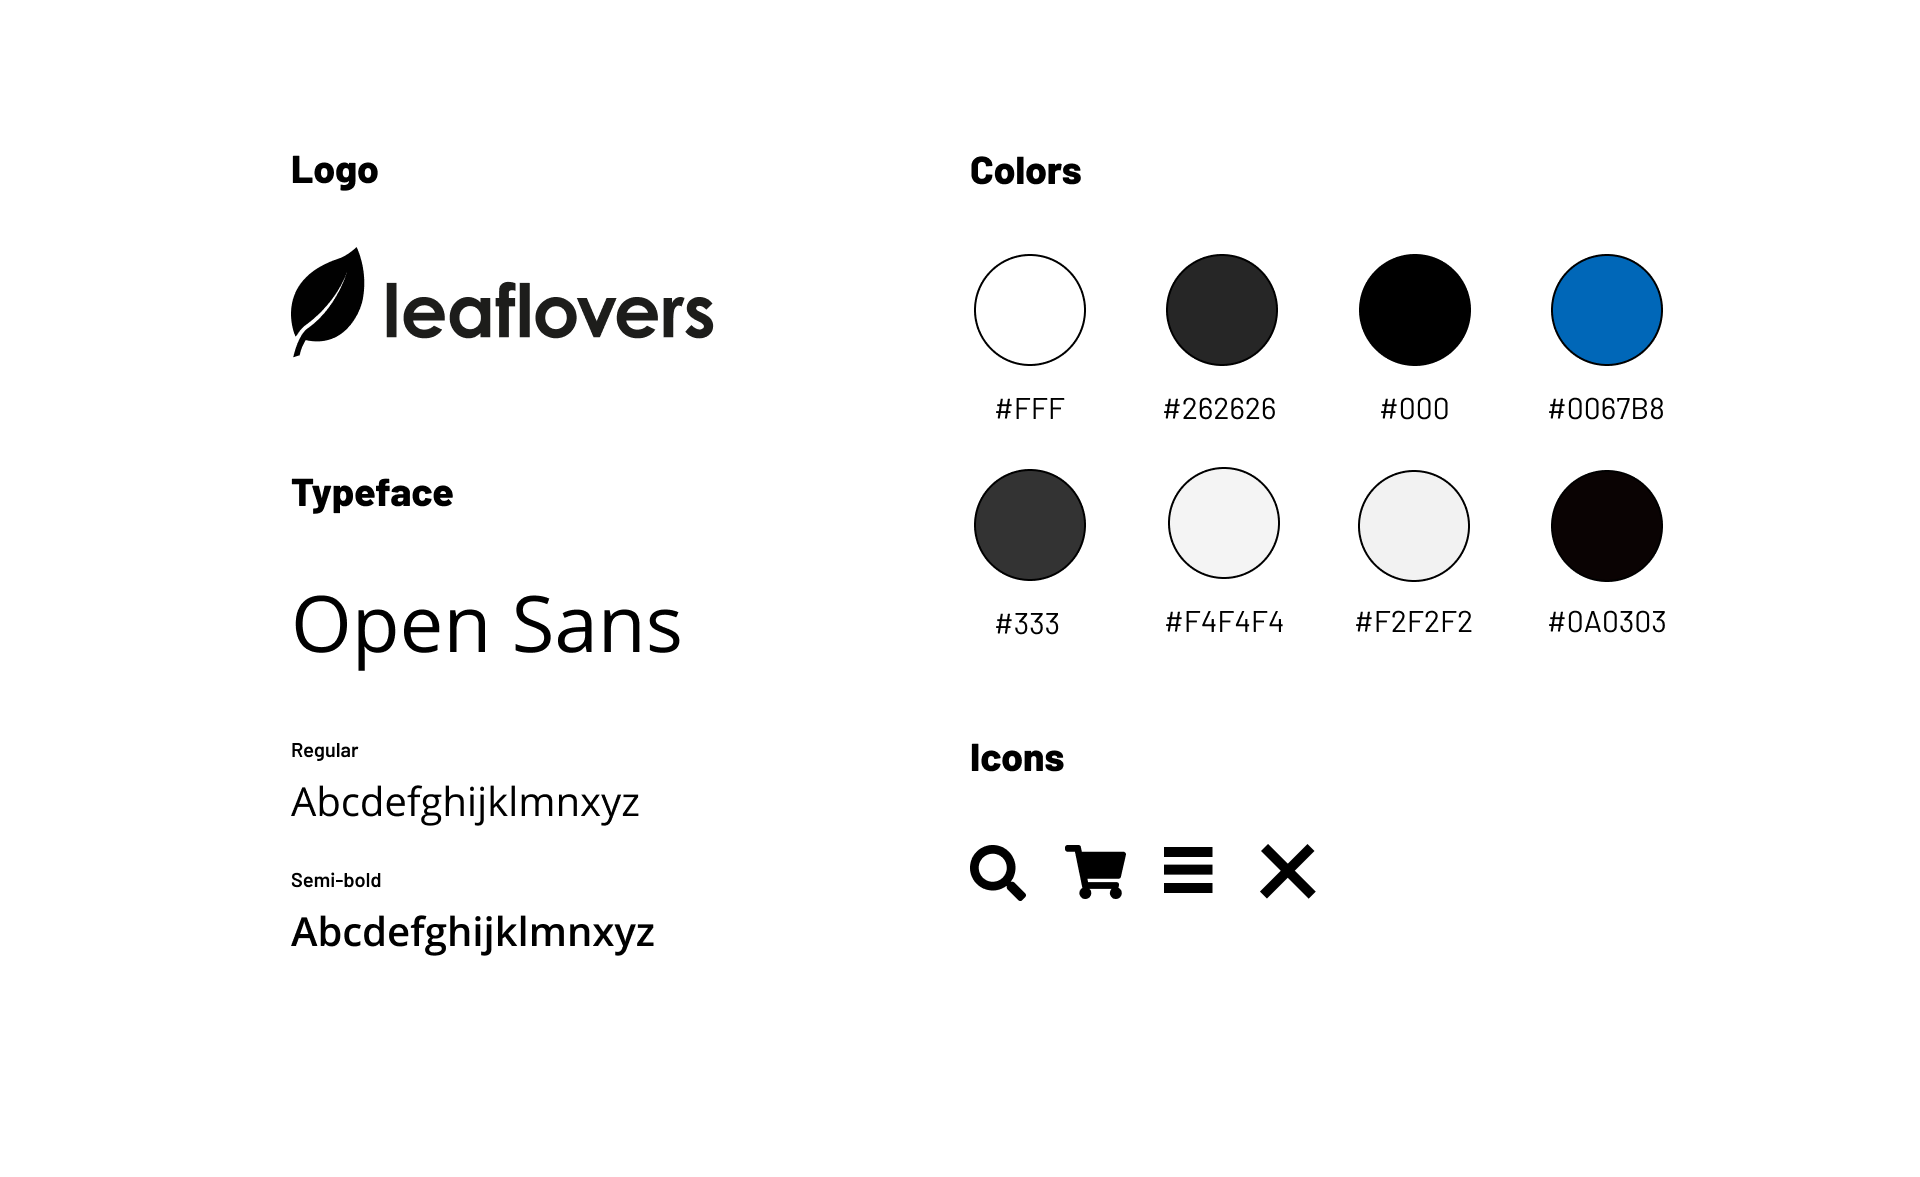 Logo
leaflovers
Typeface
Open Sans
Regular
Abcdefghijklmnxyz
Semi-bold
Abcdefghijklmnxyz
Colors
#FFF #262626 #000 #0067B8
#333 #F4F4F4 #F2F2F2 #0A0303
Icons